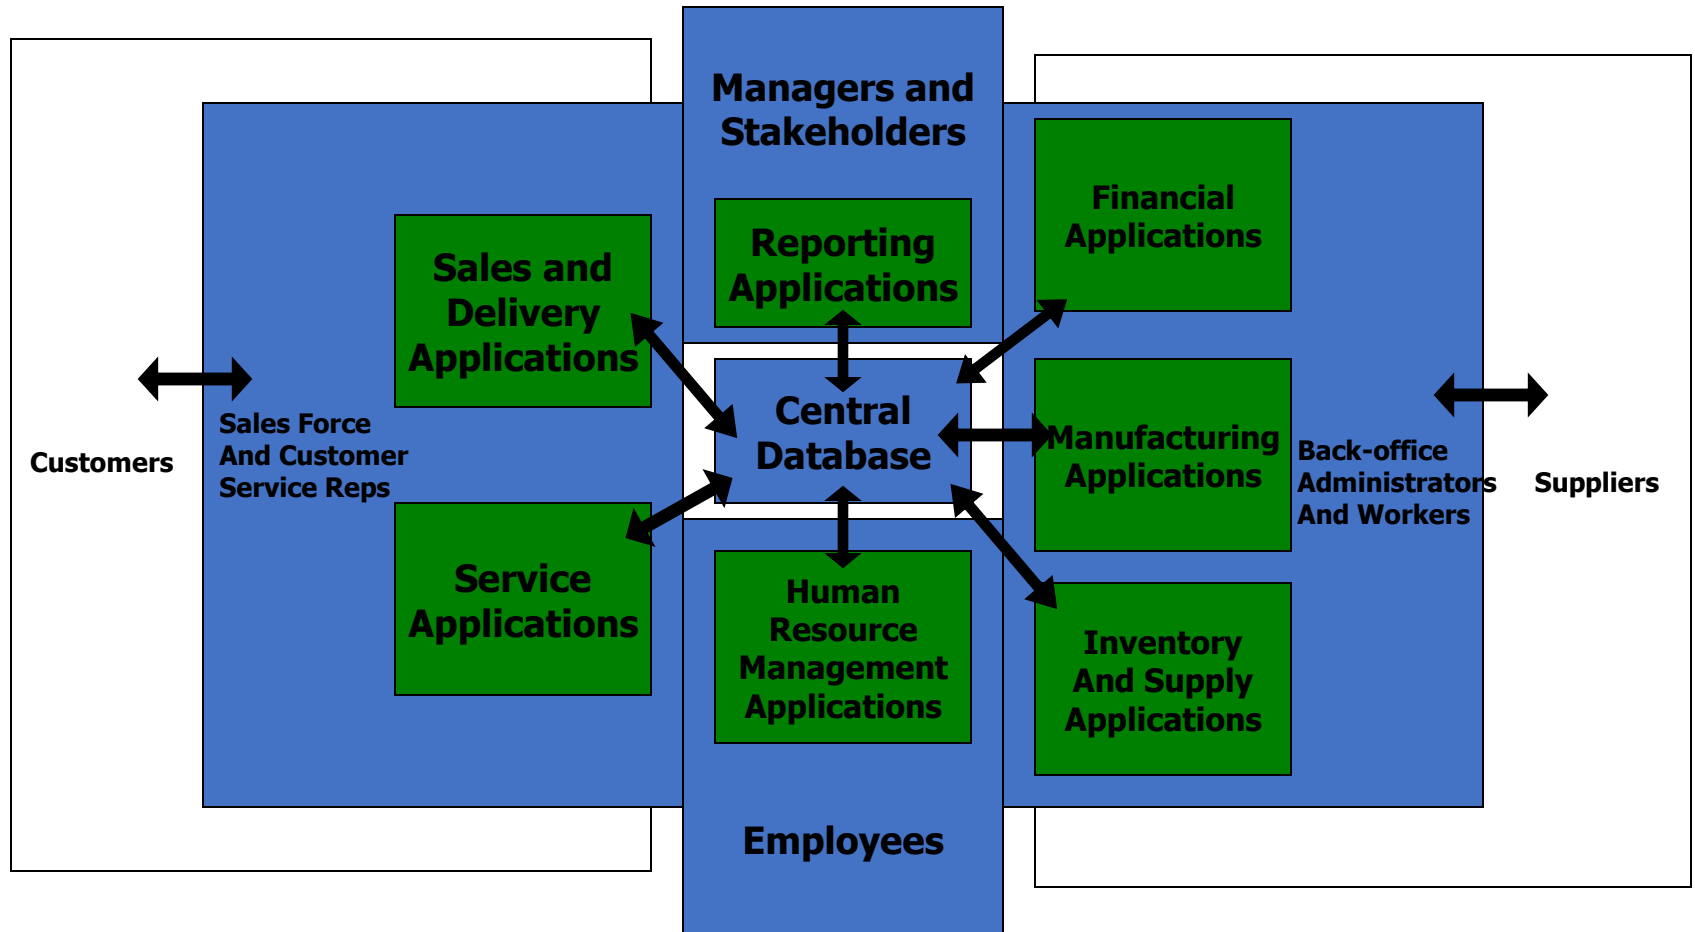 Managers and
Stakeholders
Reporting
Applications
Financial
Applications
Sales and
Delivery
Applications
Central
Database
Manufacturing
Applications
Customers
Sales Force
And Customer
Service Reps
Back-office
Administrators
And Workers
Suppliers
Service
Applications
Human
Resource
Management
Applications
Inventory
And Supply
Applications
Employees